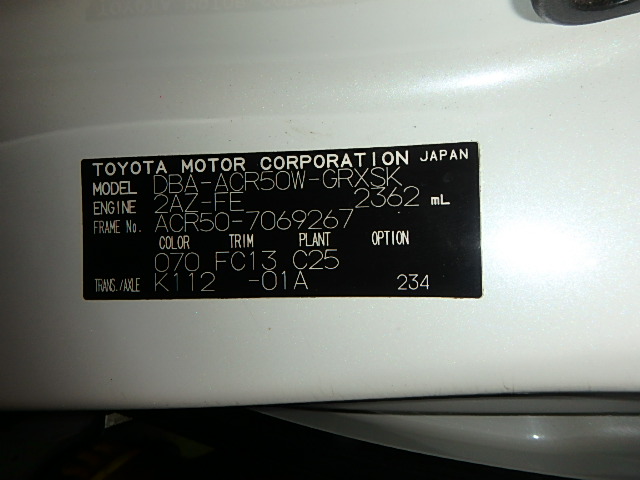 TOYOTA MOTOR CORPORATION JAPAN
MODEL DBA-ACR50W-GRXSK
ENGINE 2AZ-FE 2362 mL
FRAME No. ACR50-7069267
COLOR TRIM PLANT OPTION
070 FC13 C25
TRANS./AXLE K112 -01A 234